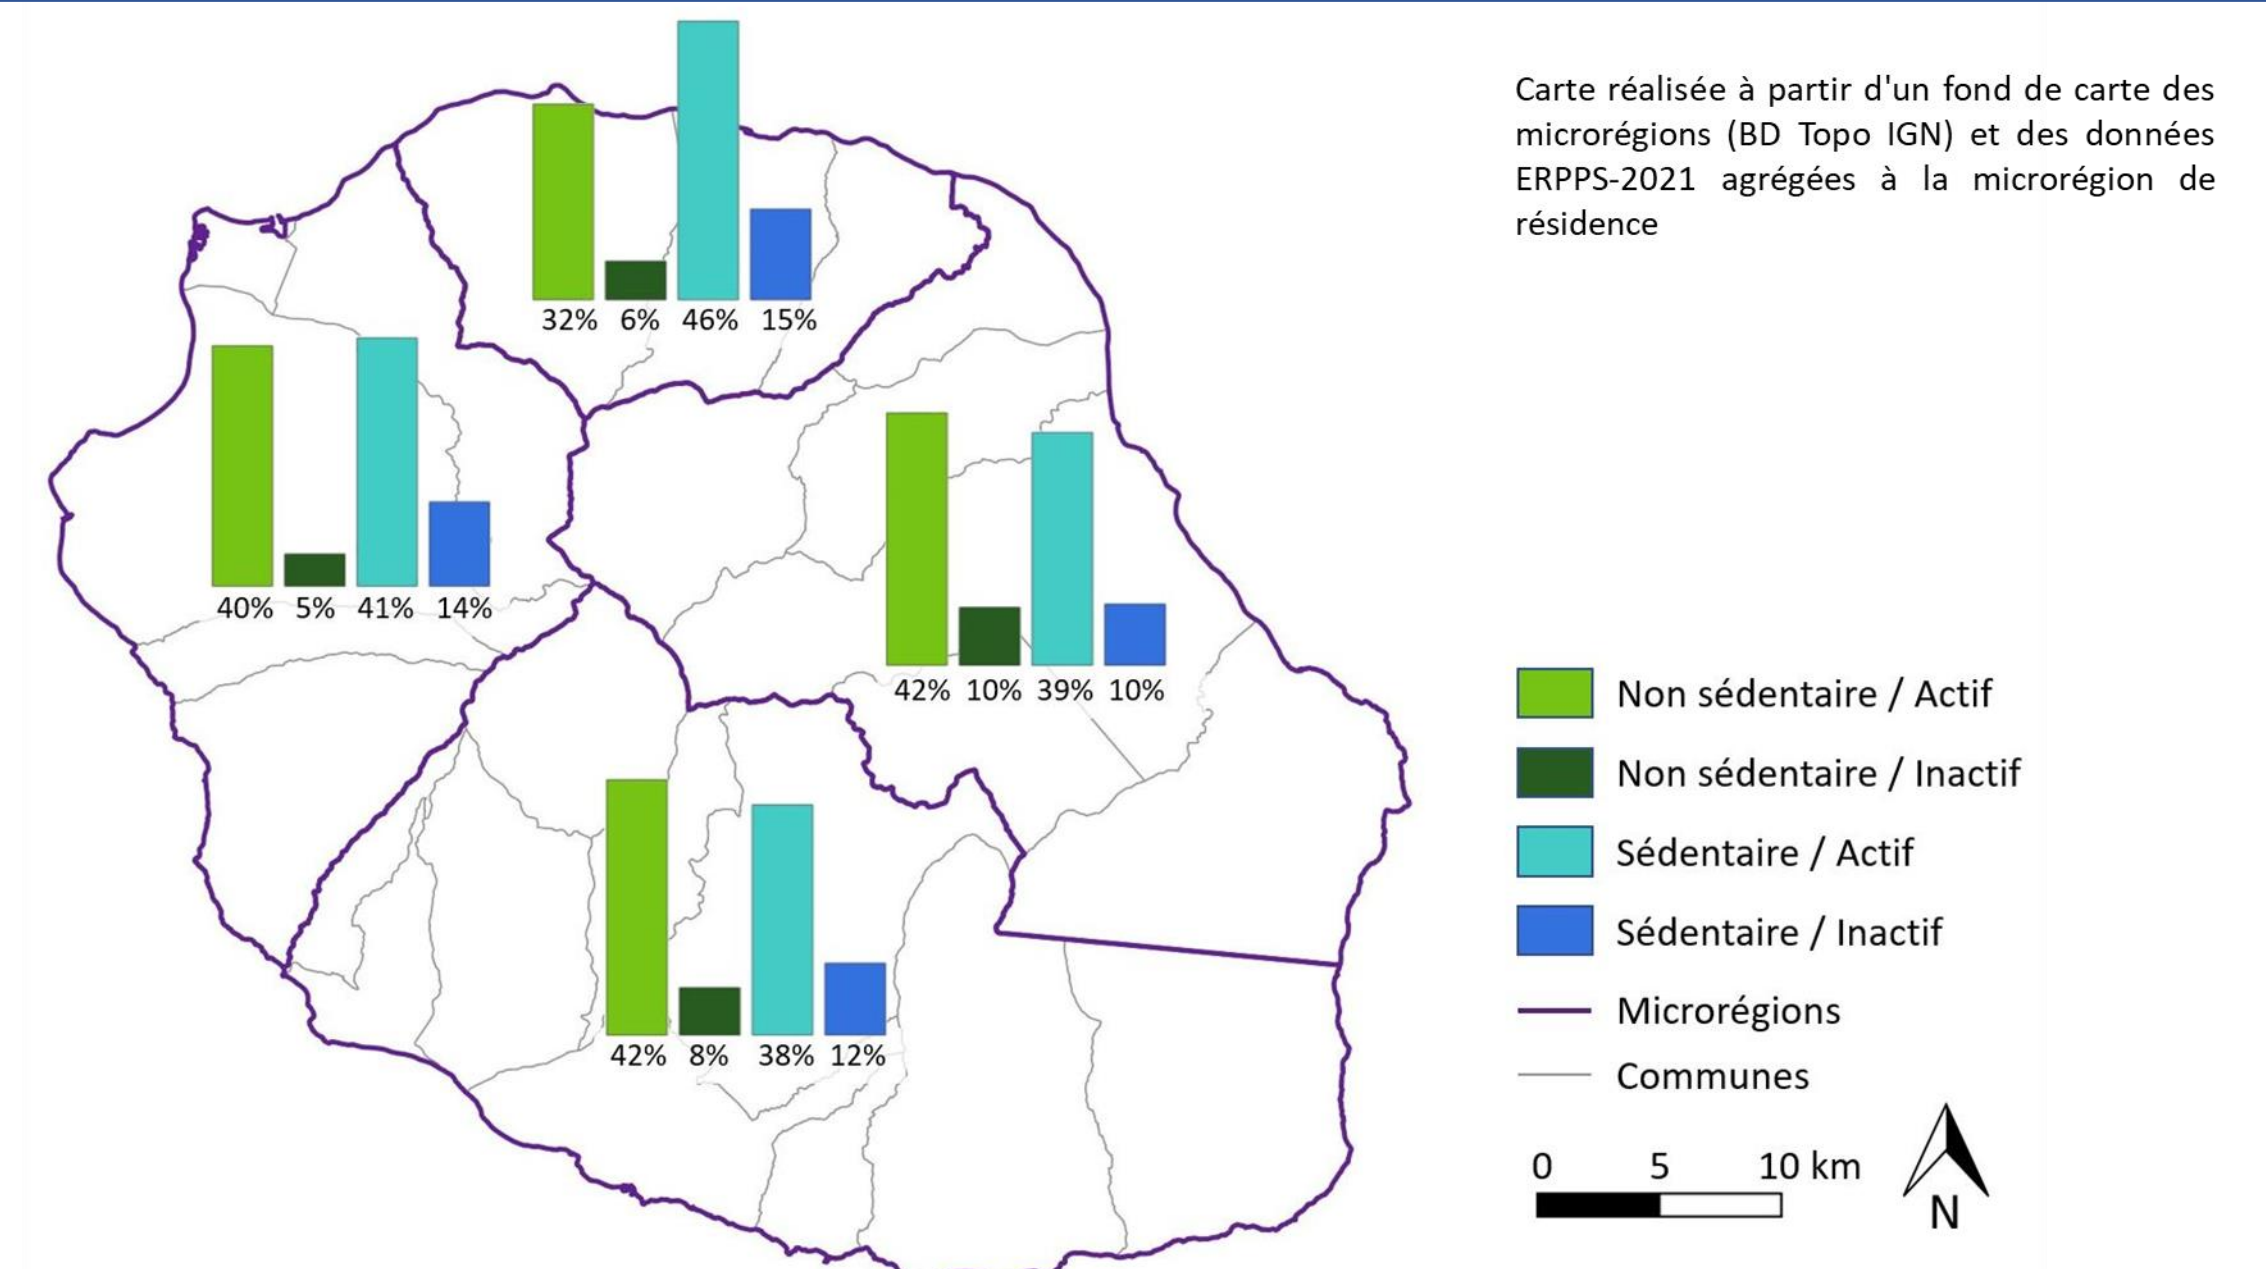 Carte réalisée à partir d'un fond de carte des
microrégions (BD Topo IGN) et des données
ERPPS-2021 agrégées à la microrégion de
résidence
32% 6% 46% 15%
40% 5% 41% 14%
42% 10% 39% 10%
42% 8% 38% 12%
Non sédentaire / Actif
Non sédentaire / Inactif
Sédentaire / Actif
Sédentaire / Inactif
Microrégions
Communes
0 5 10 km
N